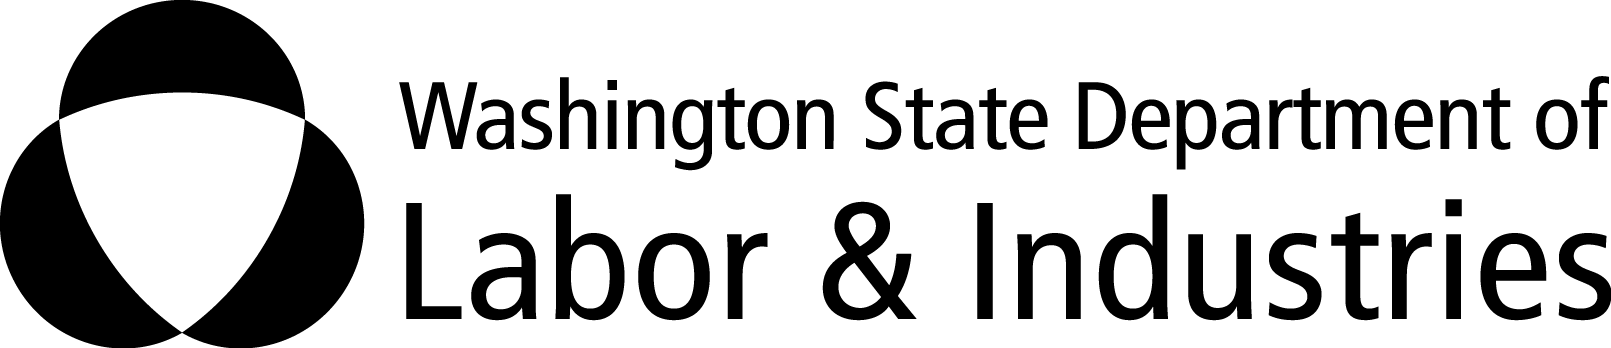 Washington State Department of
Labor & Industries